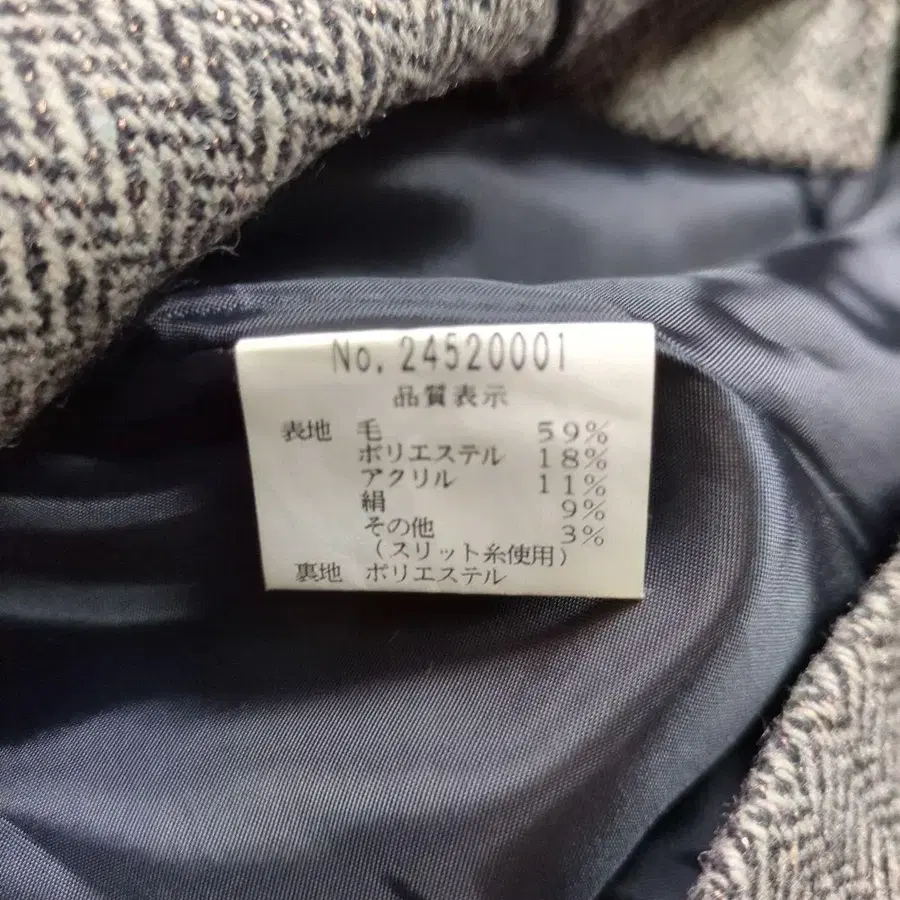 No. 24520001
品質表示
表地 毛 59%
ポリエステル 18%
アクリル 11%
絹 9%
その他 3%
(スリット糸使用)
裏地 ポリエステル